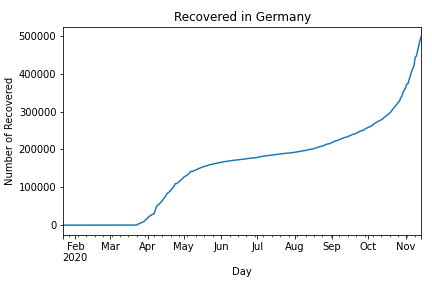 Recovered in Germany
Number of Recovered
500000
400000
300000
200000
100000
0
Feb Mar Apr May Jun Jul Aug Sep Oct Nov
2020
Day